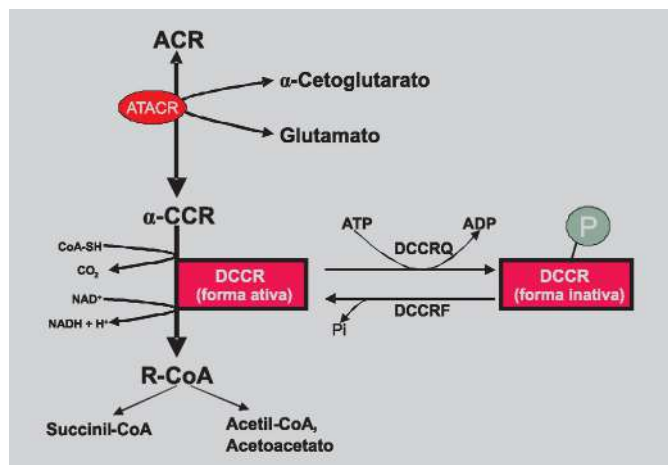 ACR
α-Cetoglutarato
ATACR
Glutamato
α-CCR
CoA-SH
CO₂
NAD⁺
NADH + H⁺
DCCR
(forma ativa)
ATP
ADP
DCCRQ
DCCRF
Pi
P
DCCR
(forma inativa)
R-CoA
Succinil-CoA
Acetil-CoA,
Acetoacetato